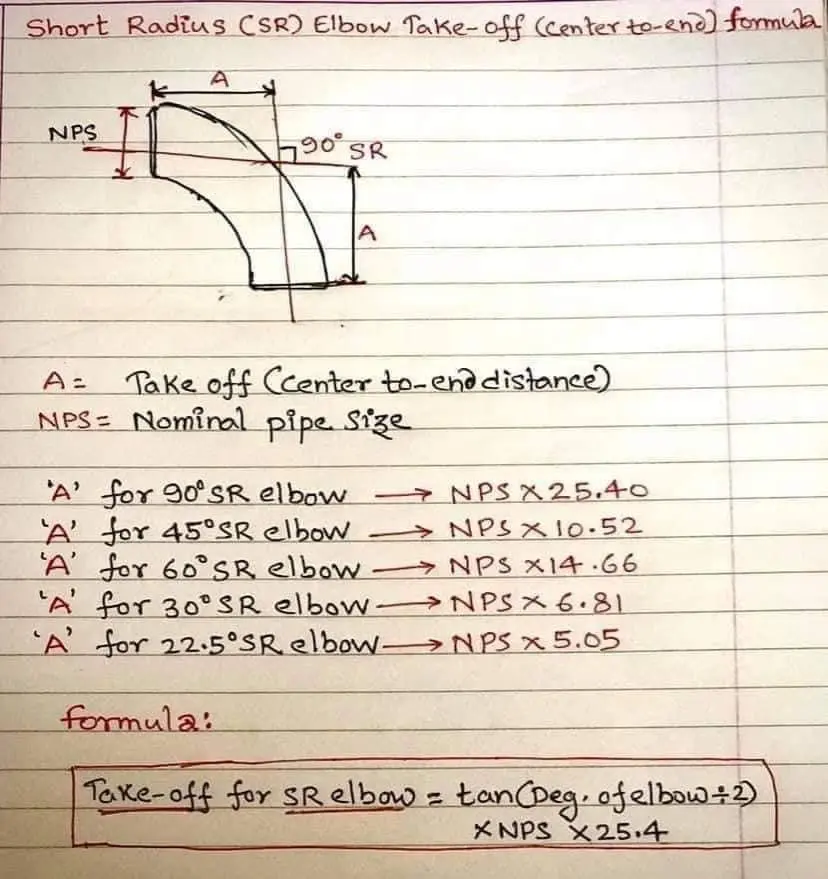 Short Radius (SR) Elbow Take-off (center to-end) formula
A
NPS
90° SR
A
A = Take off (center to-end distance)
NPS = Nominal pipe size
'A' for 90° SR elbow → NPS × 25.40
'A' for 45° SR elbow → NPS × 10.52
'A' for 60° SR elbow → NPS × 14.66
'A' for 30° SR elbow → NPS × 6.81
'A' for 22.5° SR elbow → NPS × 5.05
formula:
Take-off for SR elbow = tan(Deg. of elbow ÷ 2)
× NPS × 25.4